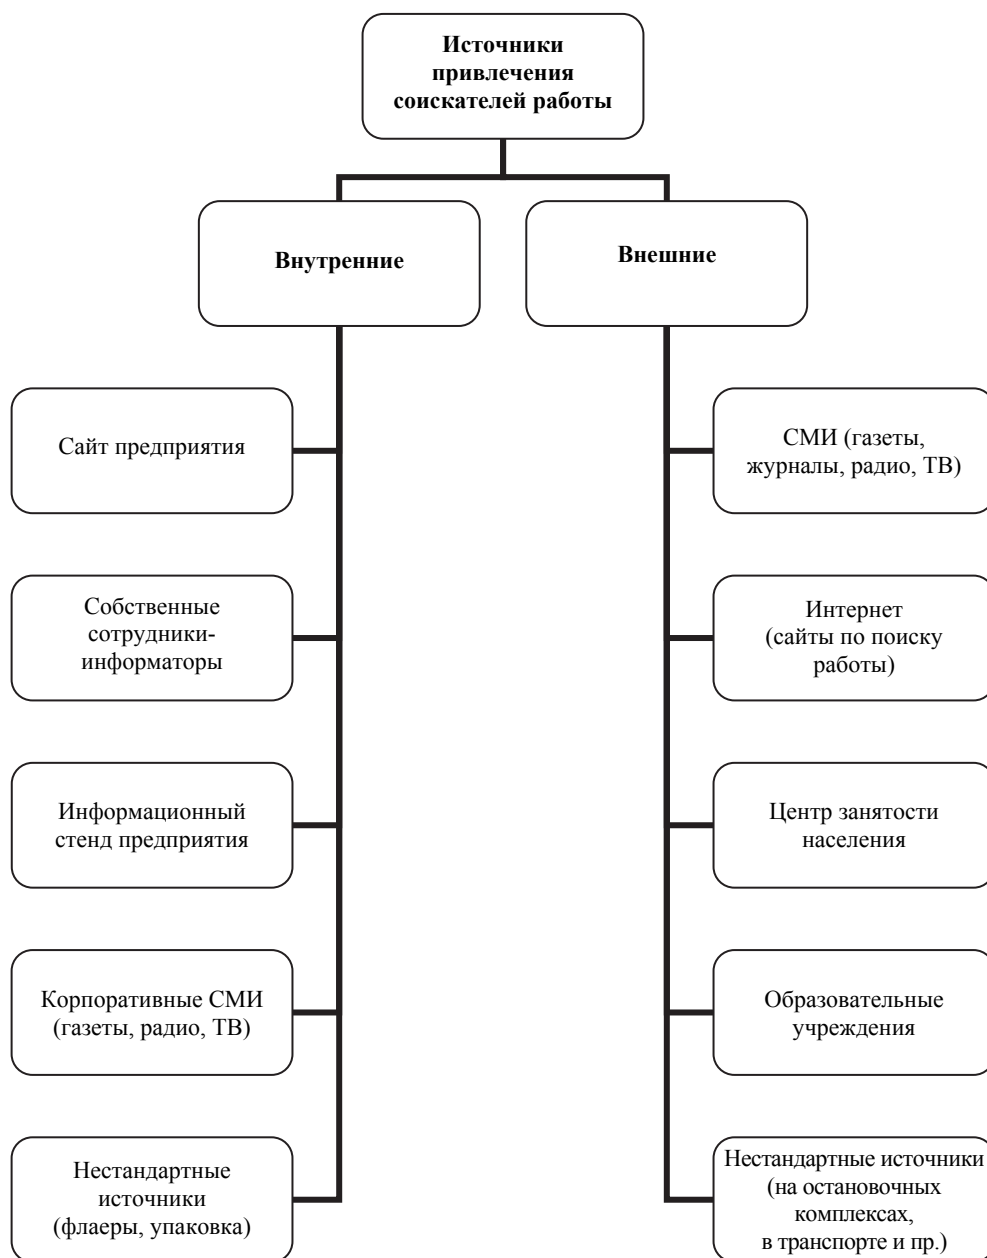 Источники
привлечения
соискателей работы
Внутренние
Внешние
Сайт предприятия
СМИ (газеты,
журналы, радио, ТВ)
Собственные
сотрудники-
информаторы
Интернет
(сайты по поиску
работы)
Информационный
стенд предприятия
Центр занятости
населения
Корпоративные СМИ
(газеты, радио, ТВ)
Образовательные
учреждения
Нестандартные
источники
(флаеры, упаковка)
Нестандартные источники
(на остановочных
комплексах,
в транспорте и пр.)